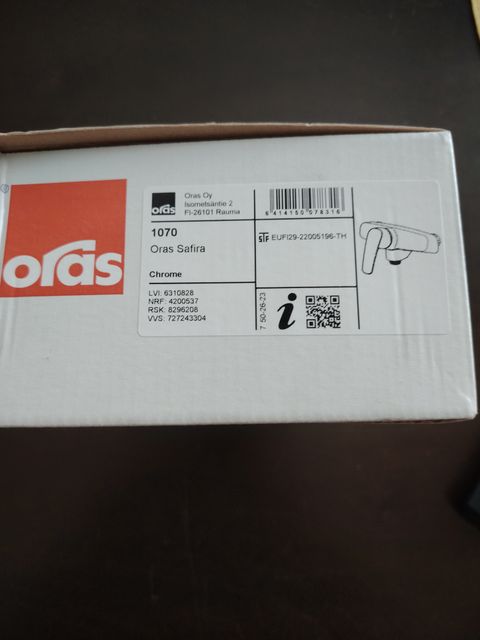 oras
oras
Oras Oy
Isometsäntie 2
FI-26101 Rauma
6 414150 078316
1070
Oras Safira
Chrome
STF EUFI29-22005196-TH
LVI: 6310828
NRF: 4200537
RSK: 8296208
VVS: 727243304
7 50-26-23
i